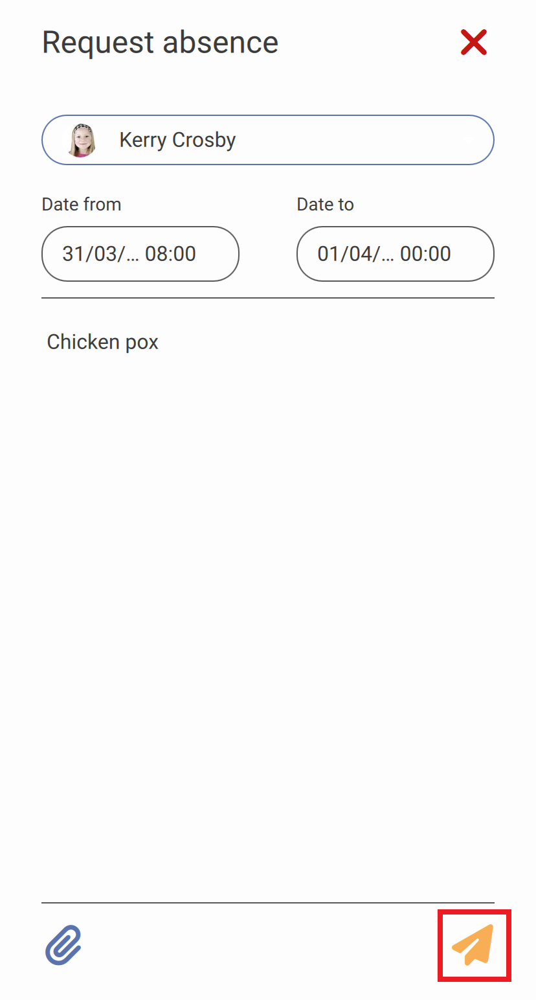 Request absence
Kerry Crosby
Date from
Date to
31/03/... 08:00
01/04/... 00:00
Chicken pox